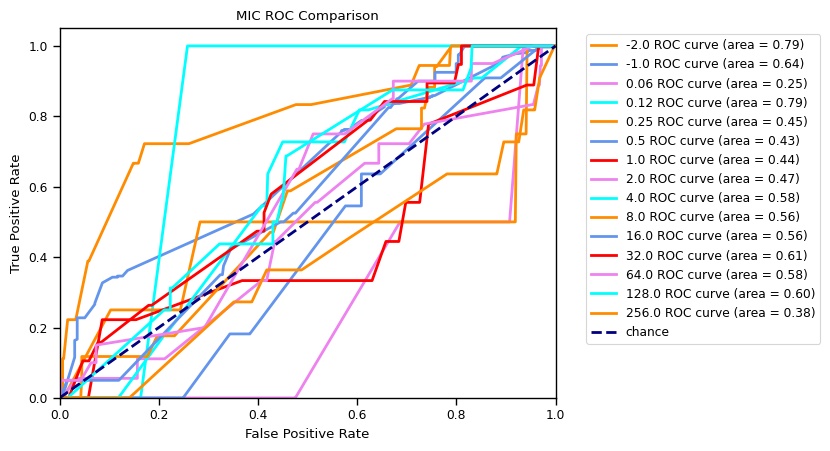 MIC ROC Comparison
True Positive Rate
1.0
0.8
0.6
0.4
0.2
0.0
0.0 0.2 0.4 0.6 0.8 1.0
False Positive Rate
-2.0 ROC curve (area = 0.79)
-1.0 ROC curve (area = 0.64)
0.06 ROC curve (area = 0.25)
0.12 ROC curve (area = 0.79)
0.25 ROC curve (area = 0.45)
0.5 ROC curve (area = 0.43)
1.0 ROC curve (area = 0.44)
2.0 ROC curve (area = 0.47)
4.0 ROC curve (area = 0.58)
8.0 ROC curve (area = 0.56)
16.0 ROC curve (area = 0.56)
32.0 ROC curve (area = 0.61)
64.0 ROC curve (area = 0.58)
128.0 ROC curve (area = 0.60)
256.0 ROC curve (area = 0.38)
chance